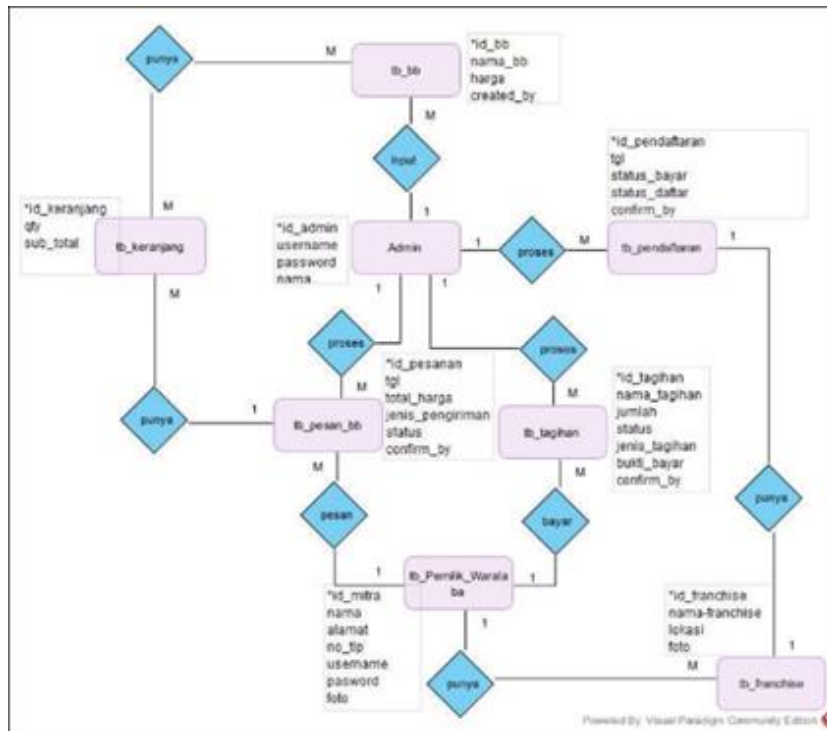 punya
M
M
tb_bb
*id_bb
nama_bb
harga
created_by
M
Input
1
*id_keranjang
qty
sub_total
M
tb_keranjang
M
*id_admin
username
password
nama
Admin
1
proses
M
*id_pendaftaran
tgl
status_bayar
status_daftar
confirm_by
tb_pendaftaran
1
1
1
proses
M
*id_pesanan
tgl
total_harga
jenis_pengiriman
status
confirm_by
proses
M
*id_tagihan
nama_tagihan
jumlah
status
jenis_tagihan
bukti_bayar
confirm_by
punya
1
tb_pesan_bb
M
tb_tagihan
M
pesan
bayar
punya
1
1
tb_Pemilik_Warala
ba
*id_mitra
nama
alamat
no_tlp
username
pasword
foto
1
punya
M
*id_franchise
nama-franchise
lokasi
foto
1
tb_franchise
Powered By Visual Paradigm Community Edition